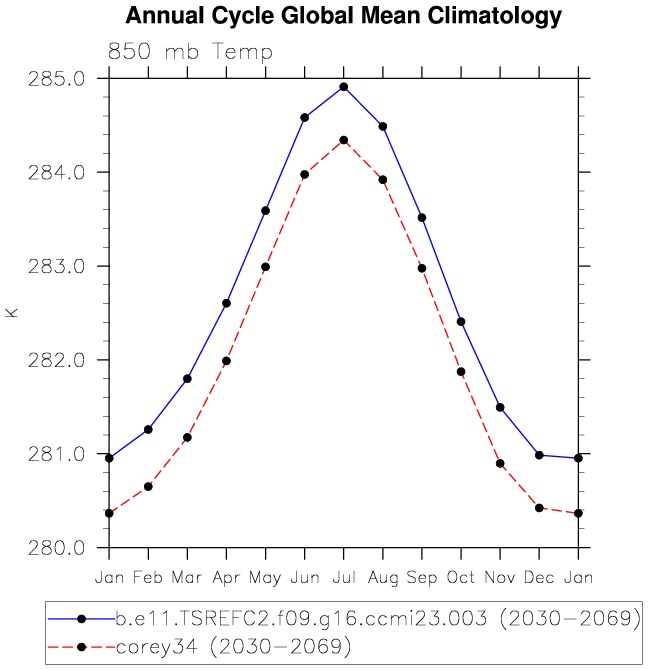 Annual Cycle Global Mean Climatology
850 mb Temp
285.0
284.0
283.0
282.0
281.0
280.0
K
Jan Feb Mar Apr May Jun Jul Aug Sep Oct Nov Dec Jan
b.e11.TSREFC2.f09.g16.ccmi23.003 (2030-2069)
corey34 (2030-2069)